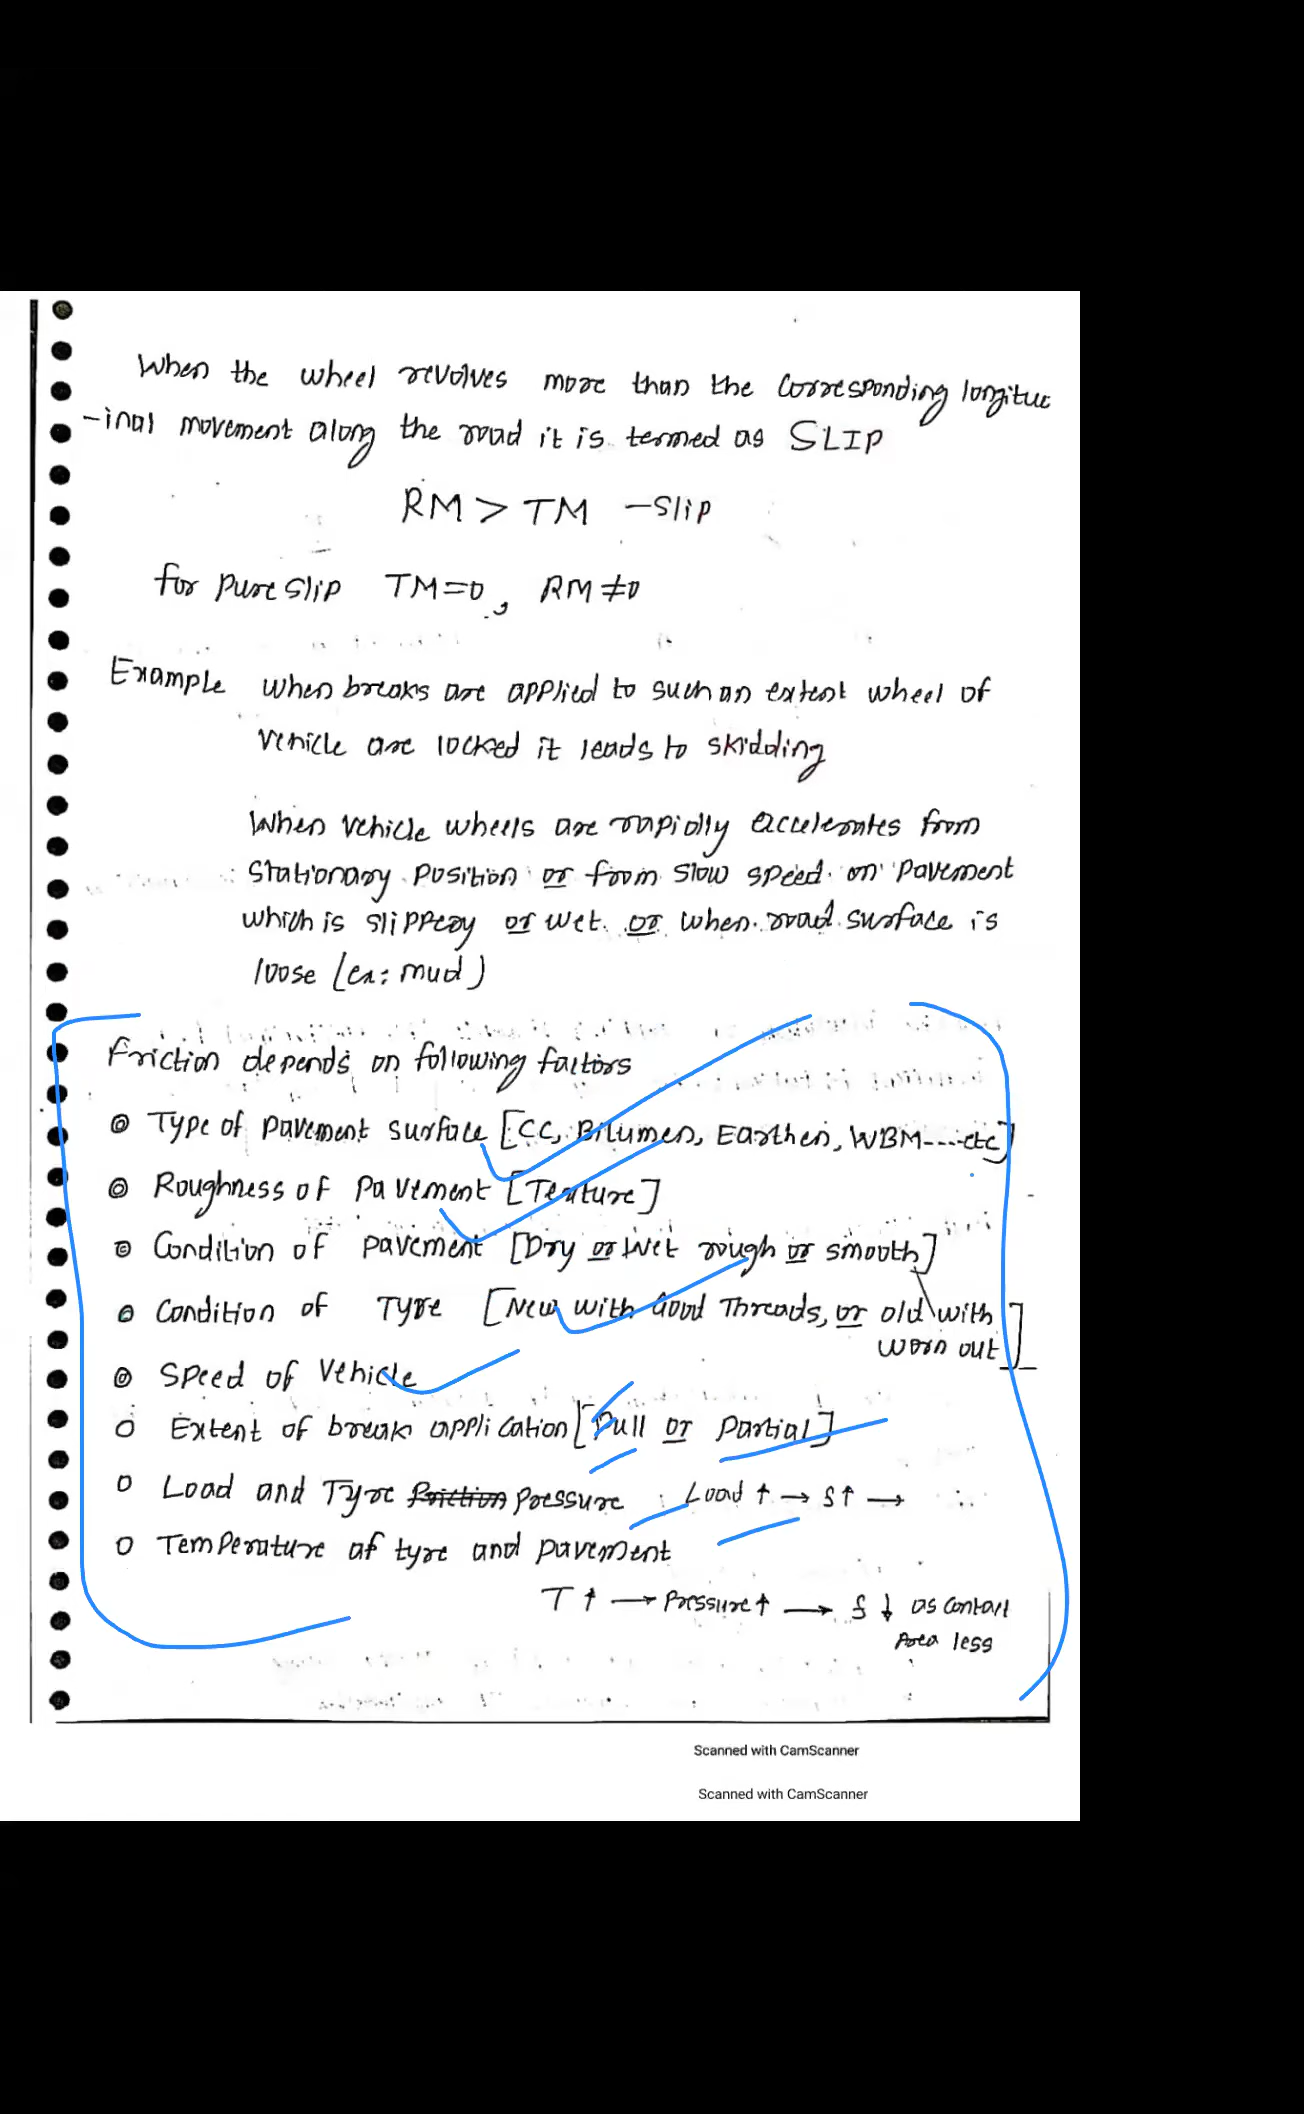 When the wheel revolves more than the corresponding longitud
-inal movement along the road it is termed as SLIP
RM > TM - Slip
for pure slip TM=0, RM≠0
Example when breaks are applied to such an extent wheel of
vehicle are locked it leads to skidding
When vehicle wheels are rapidly accelerates from
stationary position or from slow speed on pavement
which is slippery or wet or when road surface is
loose (ex: mud)
Friction depends on following factors
Type of pavement surface [CC, Bitumen, Earthen, WBM----etc]
Roughness of Pavement [Texture]
Condition of pavement [Dry or Wet rough or smooth]
Condition of Tyre [New with Good Threads, or old with
worn out]
Speed of Vehicle
Extent of break application [Full or Partial]
Load and Tyre friction pressure Load ↑ → f↑ →
Temperature of tyre and pavement
T ↑ → Pressure ↑ → f ↓ as contact
Area less
Scanned with CamScanner
Scanned with CamScanner